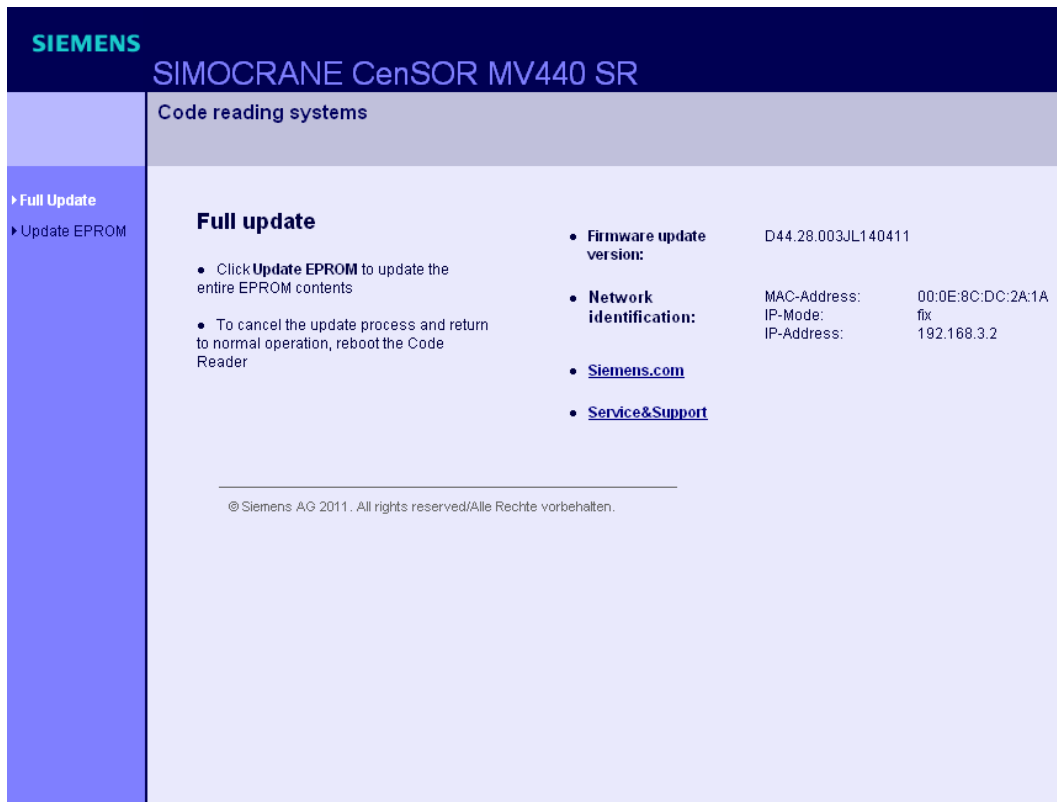 SIEMENS
SIMOCRANE CenSOR MV440 SR
Code reading systems
Full Update
Update EPROM
Full update
• Click Update EPROM to update the
entire EPROM contents
• To cancel the update process and return
to normal operation, reboot the Code
Reader
• Firmware update
version:
D44.28.003JL140411
• Network
identification:
MAC-Address: 00:0E:8C:DC:2A:1A
IP-Mode: fix
IP-Address: 192.168.3.2
• Siemens.com
• Service&Support
© Siemens AG 2011. All rights reserved/Alle Rechte vorbehalten.